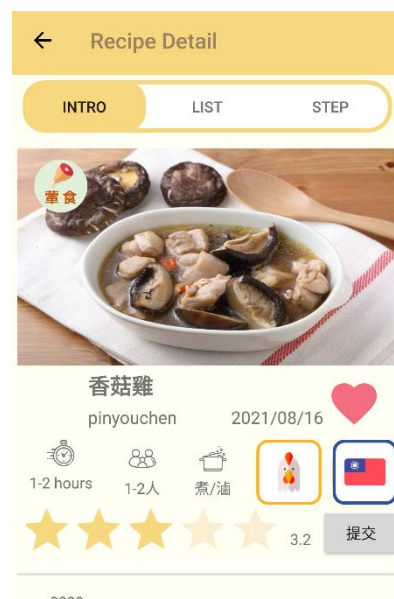 Recipe Detail
INTRO LIST STEP
葷食
香菇雞
pinyouchen 2021/08/16
1-2 hours 1-2人 煮/滷
3.2 提交